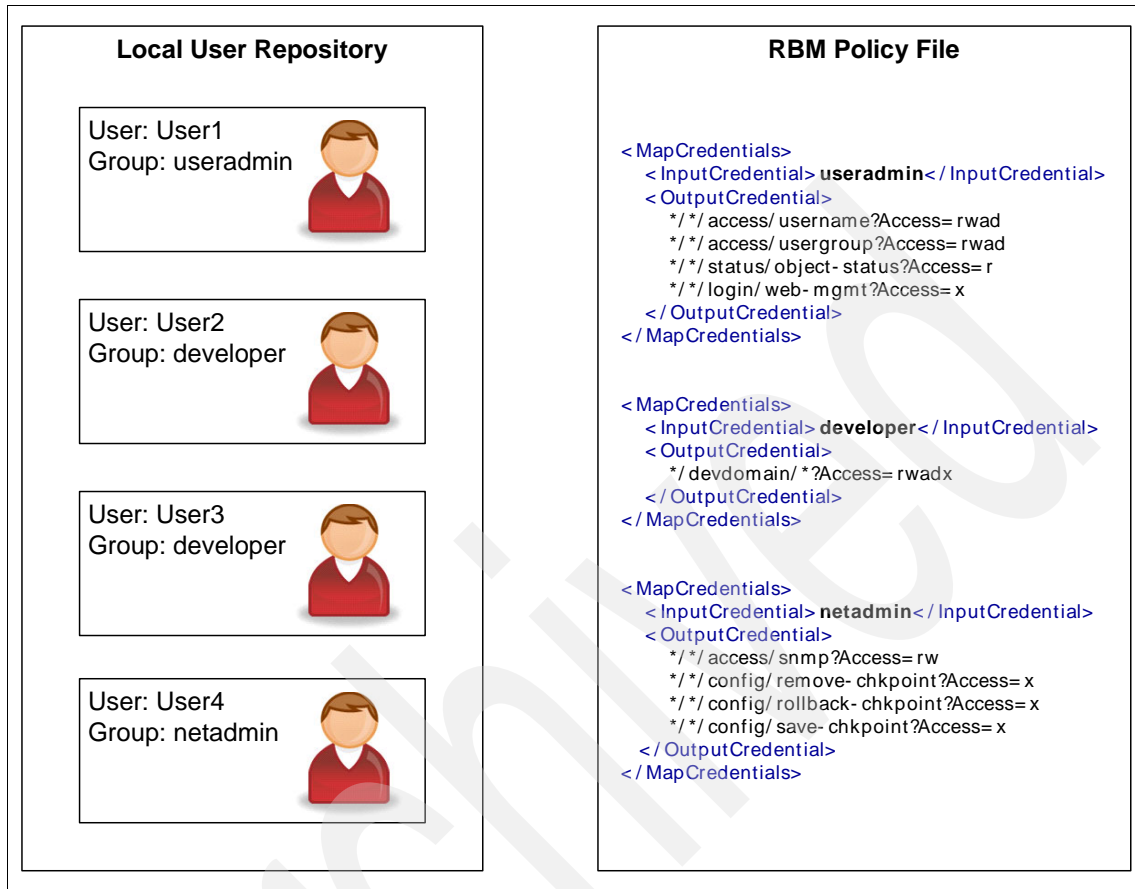 Local User Repository
User: User1
Group: useradmin
User: User2
Group: developer
User: User3
Group: developer
User: User4
Group: netadmin
RBM Policy File
<MapCredentials>
<InputCredential>useradmin</InputCredential>
<OutputCredential>
*/*/access/username?Access=rwad
*/*/access/usergroup?Access=rwad
*/*/status/object-status?Access=r
*/*/login/web-mgmt?Access=x
</OutputCredential>
</MapCredentials>
<MapCredentials>
<InputCredential>developer</InputCredential>
<OutputCredential>
*/devdomain/*?Access=rwadx
</OutputCredential>
</MapCredentials>
<MapCredentials>
<InputCredential>netadmin</InputCredential>
<OutputCredential>
*/*/access/snmp?Access=rw
*/*/config/remove-chkpoint?Access=x
*/*/config/rollback-chkpoint?Access=x
*/*/config/save-chkpoint?Access=x
</OutputCredential>
</MapCredentials>